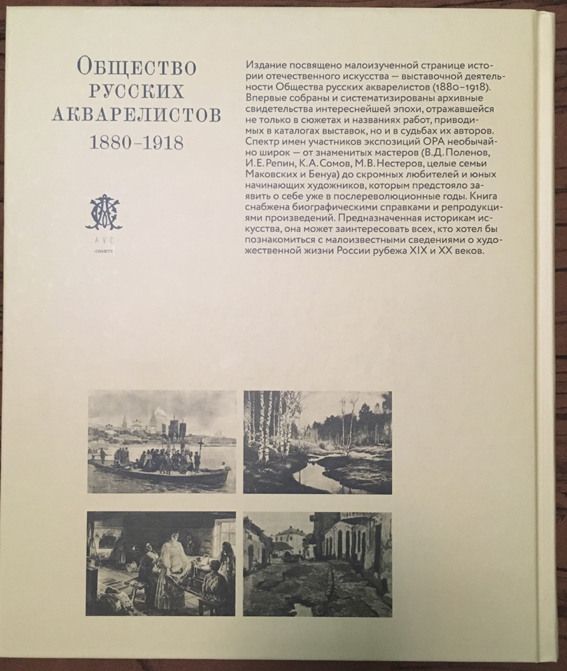 Общество
русских
акварелистов
1880–1918
AVC
CHARITY
Издание посвящено малоизученной странице исто-
рии отечественного искусства — выставочной деятель-
ности Общества русских акварелистов (1880–1918).
Впервые собраны и систематизированы архивные
свидетельства интереснейшей эпохи, отражавшейся
не только в сюжетах и названиях работ, приводи-
мых в каталогах выставок, но и в судьбах их авторов.
Спектр имен участников экспозиций ОРА необычай-
но широк — от знаменитых мастеров (В.Д. Поленов,
И.Е. Репин, К.А. Сомов, М.В. Нестеров, целые семьи
Маковских и Бенуа) до скромных любителей и юных
начинающих художников, которым предстояло за-
явить о себе уже в послереволюционные годы. Книга
снабжена биографическими справками и репродукци-
ями произведений. Предназначенная историкам ис-
кусства, она может заинтересовать всех, кто хотел бы
познакомиться с малоизвестными сведениями о худо-
жественной жизни России рубежа XIX и XX веков.